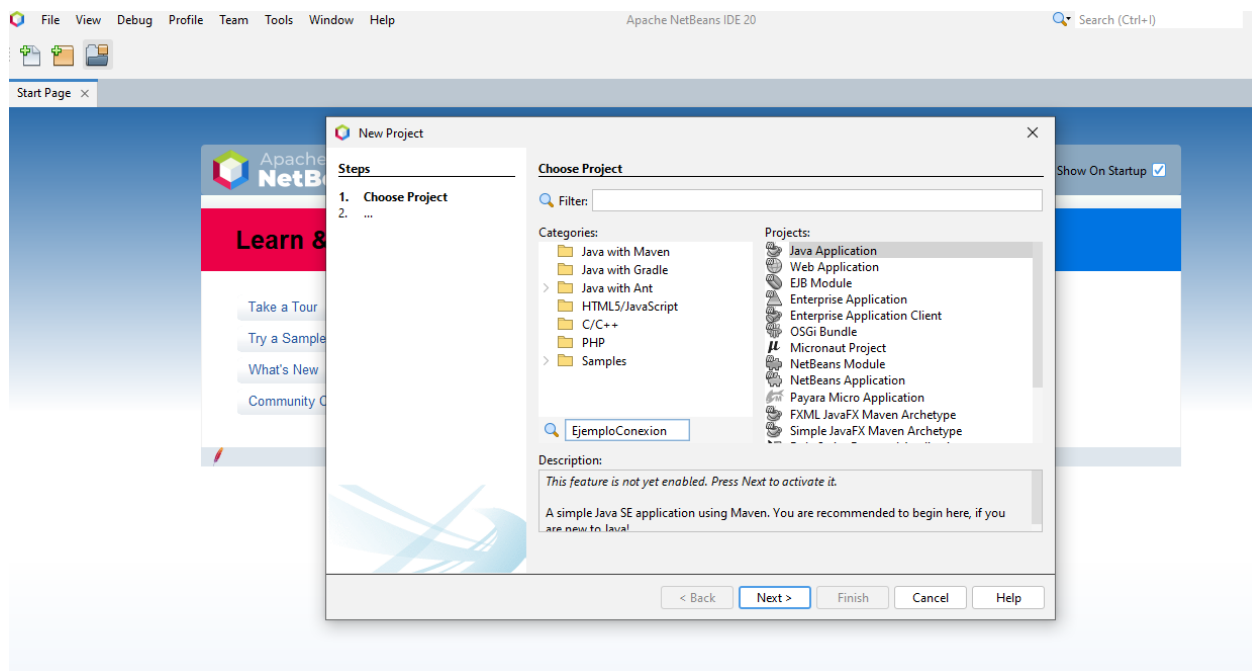 File View Debug Profile Team Tools Window Help Apache NetBeans IDE 20 Search (Ctrl+I)
Start Page
New Project
Apache
NetB
Show On Startup
Learn &
Take a Tour
Try a Sample
What's New
Community
Steps
1. Choose Project
2. ...
Choose Project
Filter:
Categories:
Java with Maven
Java with Gradle
Java with Ant
HTML5/JavaScript
C/C++
PHP
Samples
EjemploConexion
Projects:
Java Application
Web Application
EJB Module
Enterprise Application
Enterprise Application Client
OSGi Bundle
Micronaut Project
NetBeans Module
NetBeans Application
Payara Micro Application
FXML JavaFX Maven Archetype
Simple JavaFX Maven Archetype
Description:
This feature is not yet enabled. Press Next to activate it.
A simple Java SE application using Maven. You are recommended to begin here, if you
are new to Java!
< Back Next > Finish Cancel Help